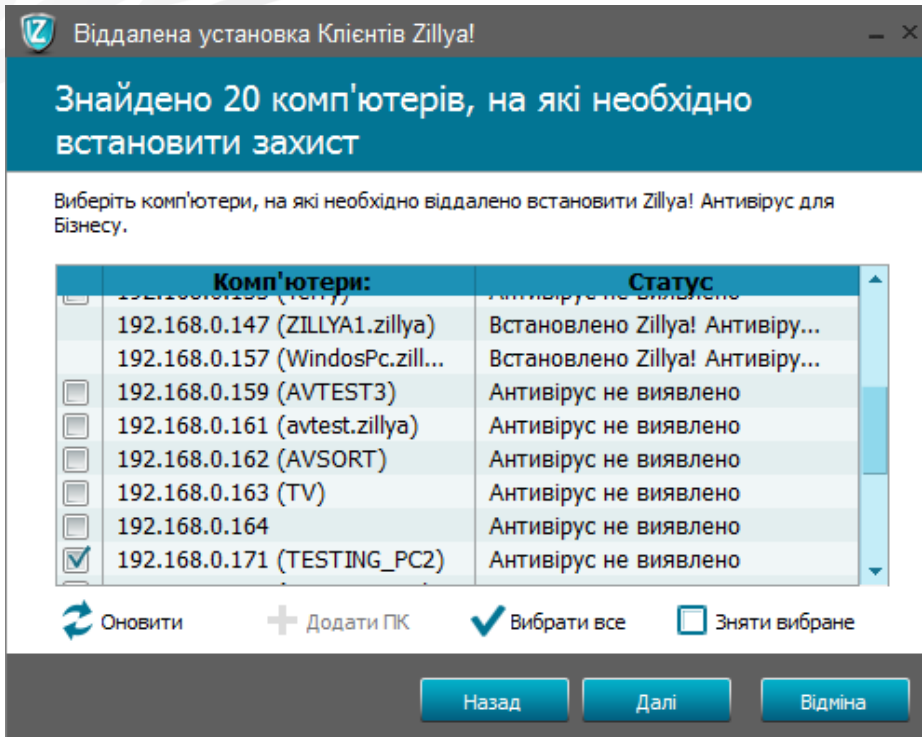 Віддалена установка Клієнтів Zillya!
Знайдено 20 комп'ютерів, на які необхідно
встановити захист
Виберіть комп'ютери, на які необхідно віддалено встановити Zillya! Антивірус для
Бізнесу.
Комп'ютери: Статус
192.168.0.147 (ZILLYA1.zillya) Встановлено Zillya! Антивіру...
192.168.0.157 (WindosPc.zill... Встановлено Zillya! Антивіру...
192.168.0.159 (AVTEST3) Антивірус не виявлено
192.168.0.161 (avtest.zillya) Антивірус не виявлено
192.168.0.162 (AVSORT) Антивірус не виявлено
192.168.0.163 (TV) Антивірус не виявлено
192.168.0.164 Антивірус не виявлено
192.168.0.171 (TESTING_PC2) Антивірус не виявлено
Оновити Додати ПК Вибрати все Зняти вибране
Назад Далі Відміна